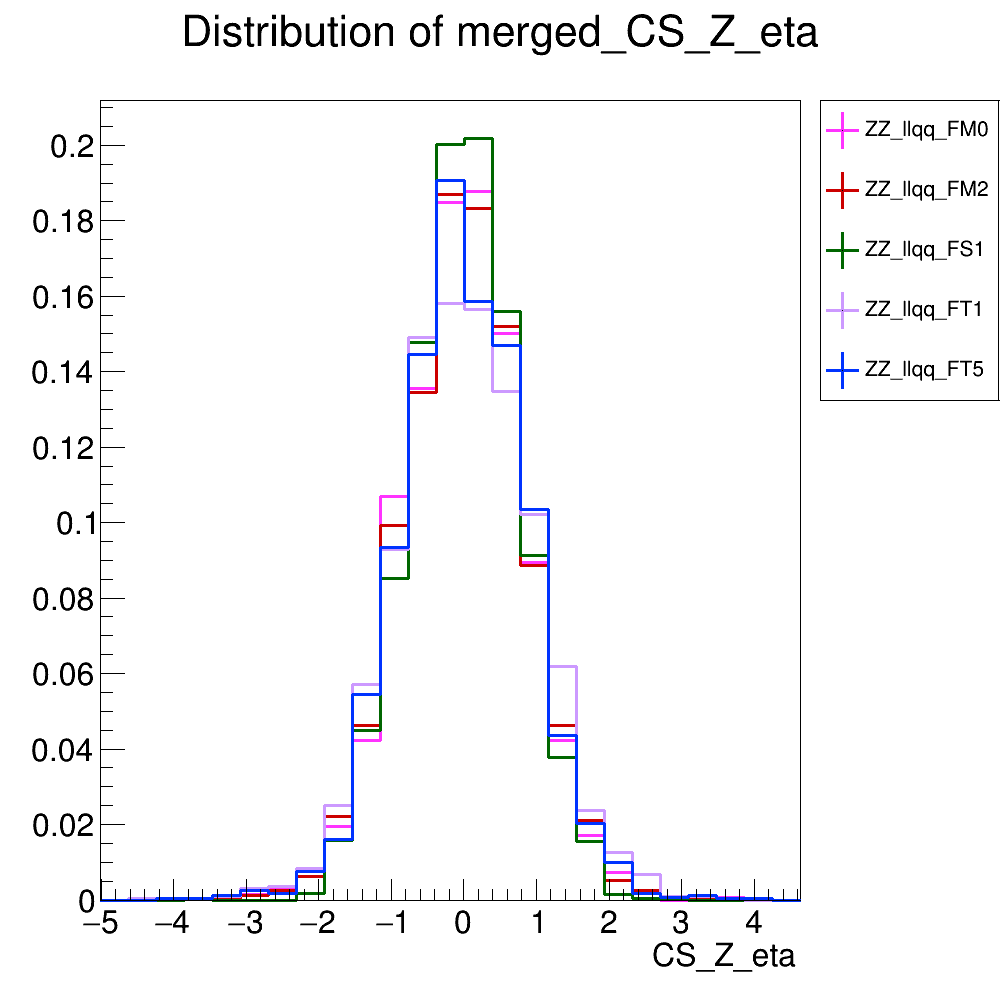 Distribution of merged_CS_Z_eta
ZZ_llqq_FM0
ZZ_llqq_FM2
ZZ_llqq_FS1
ZZ_llqq_FT1
ZZ_llqq_FT5
0.2
0.18
0.16
0.14
0.12
0.1
0.08
0.06
0.04
0.02
0
−5 −4 −3 −2 −1 0 1 2 3 4
CS_Z_eta